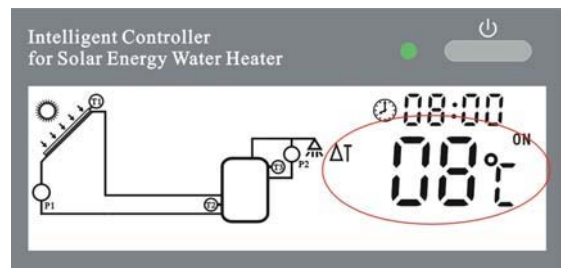 Intelligent Controller
for Solar Energy Water Heater
T1
08:00
ON
ΔT
08°C
T3
P2
T2
P1